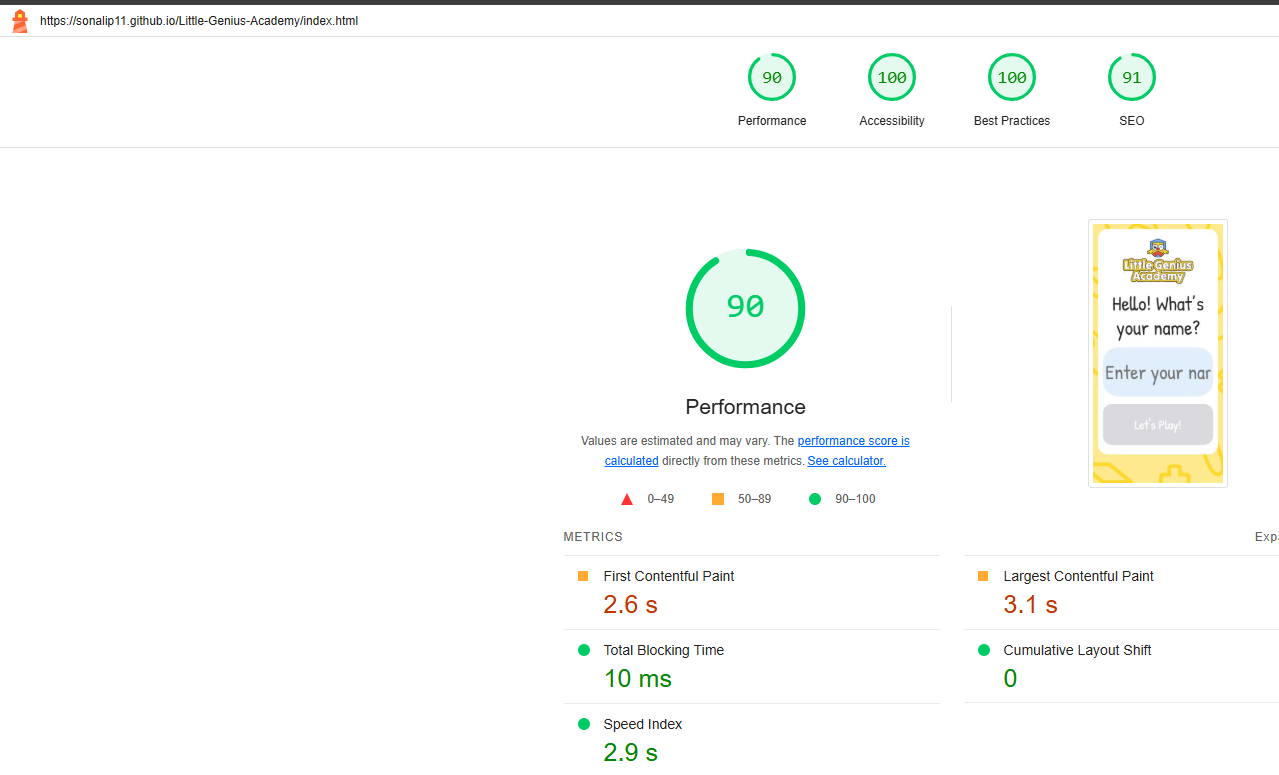 https://sonalip11.github.io/Little-Genius-Academy/index.html
90
100
100
91
Performance
Accessibility
Best Practices
SEO
90
Performance
Values are estimated and may vary. The performance score is
calculated directly from these metrics. See calculator.
0–49
50–89
90–100
Little Genius
Academy
Hello! What's
your name?
Enter your nar
Let's Play!
METRICS
Expa
First Contentful Paint
2.6 s
Largest Contentful Paint
3.1 s
Total Blocking Time
10 ms
Cumulative Layout Shift
0
Speed Index
2.9 s